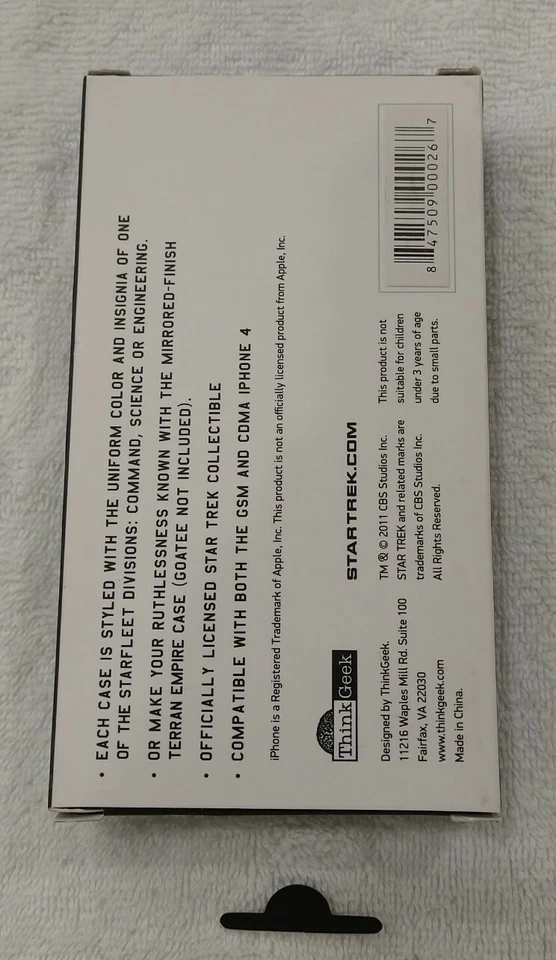 • EACH CASE IS STYLED WITH THE UNIFORM COLOR AND INSIGNIA OF ONE
OF THE STARFLEET DIVISIONS: COMMAND, SCIENCE OR ENGINEERING.
• OR MAKE YOUR RUTHLESSNESS KNOWN WITH THE MIRRORED-FINISH
TERRAN EMPIRE CASE (GOATEE NOT INCLUDED).
• OFFICIALLY LICENSED STAR TREK COLLECTIBLE
• COMPATIBLE WITH BOTH THE GSM AND CDMA IPHONE 4
iPhone is a Registered Trademark of Apple, Inc. This product is not an officially licensed product from Apple, Inc.
ThinkGeek
Designed by ThinkGeek.
11216 Waples Mill Rd. Suite 100
Fairfax, VA 22030
www.thinkgeek.com
Made in China.
STARTREK.COM
TM ® © 2011 CBS Studios Inc.
STAR TREK and related marks are
trademarks of CBS Studios Inc.
All Rights Reserved.
This product is not
suitable for children
under 3 years of age
due to small parts.
8 47509 00026 7